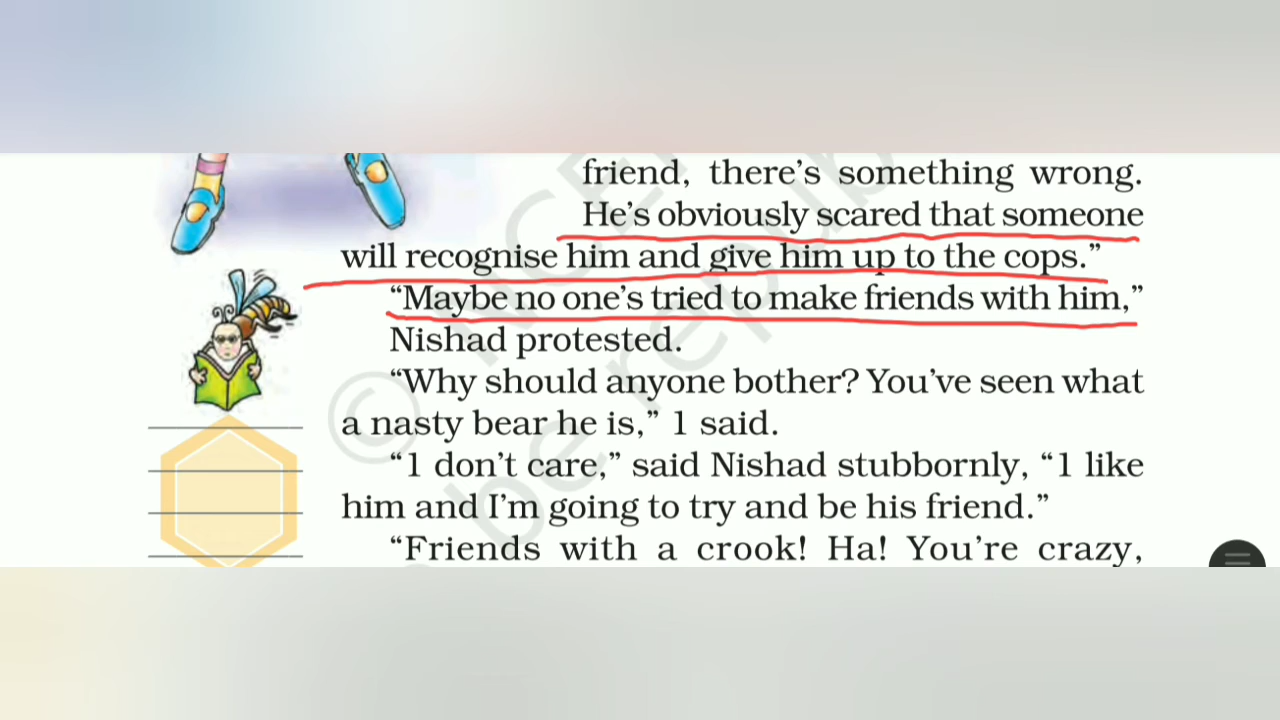 friend, there’s something wrong.
He’s obviously scared that someone
will recognise him and give him up to the cops.”
“Maybe no one’s tried to make friends with him,”
Nishad protested.
“Why should anyone bother? You’ve seen what
a nasty bear he is,” I said.
“I don’t care,” said Nishad stubbornly, “I like
him and I’m going to try and be his friend.”
“Friends with a crook! Ha! You’re crazy,